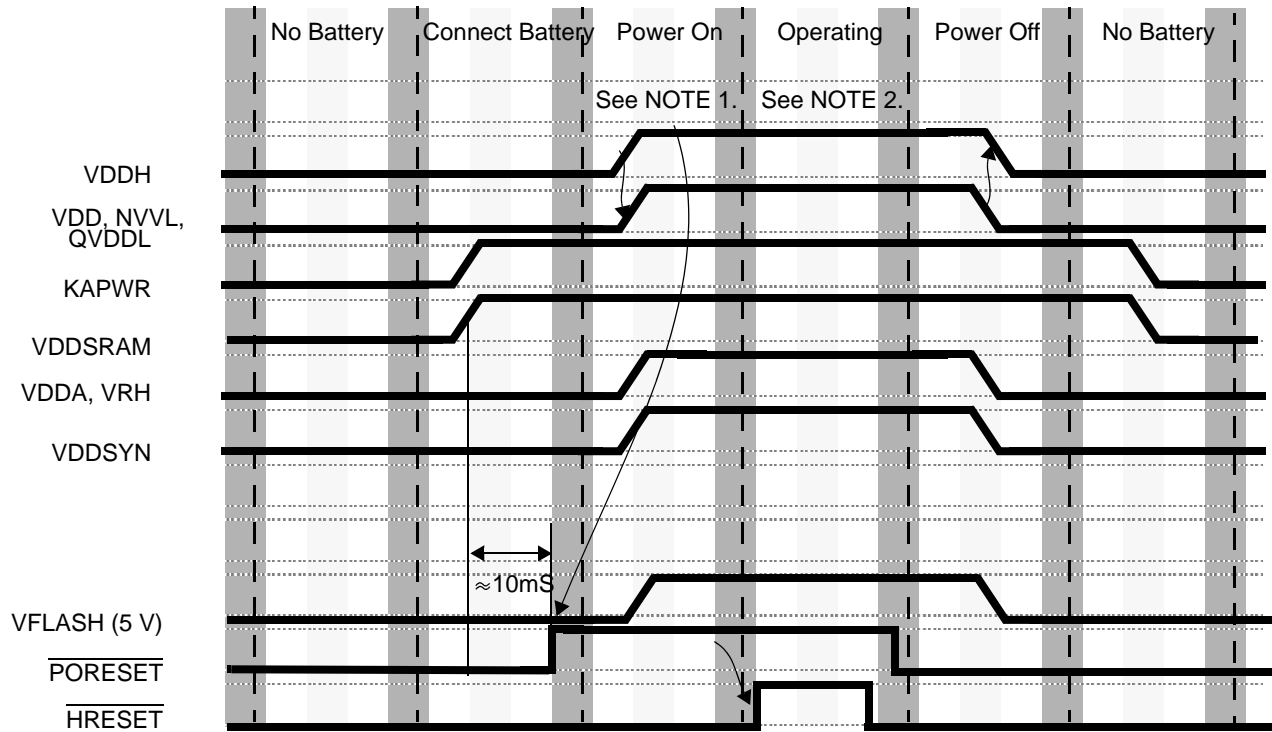 No Battery Connect Battery Power On Operating Power Off No Battery
See NOTE 1. See NOTE 2.
VDDH
VDD, NVVL,
QVDDL
KAPWR
VDDSRAM
VDDA, VRH
VDDSYN
≈10mS
VFLASH (5 V)
PORESET
HRESET